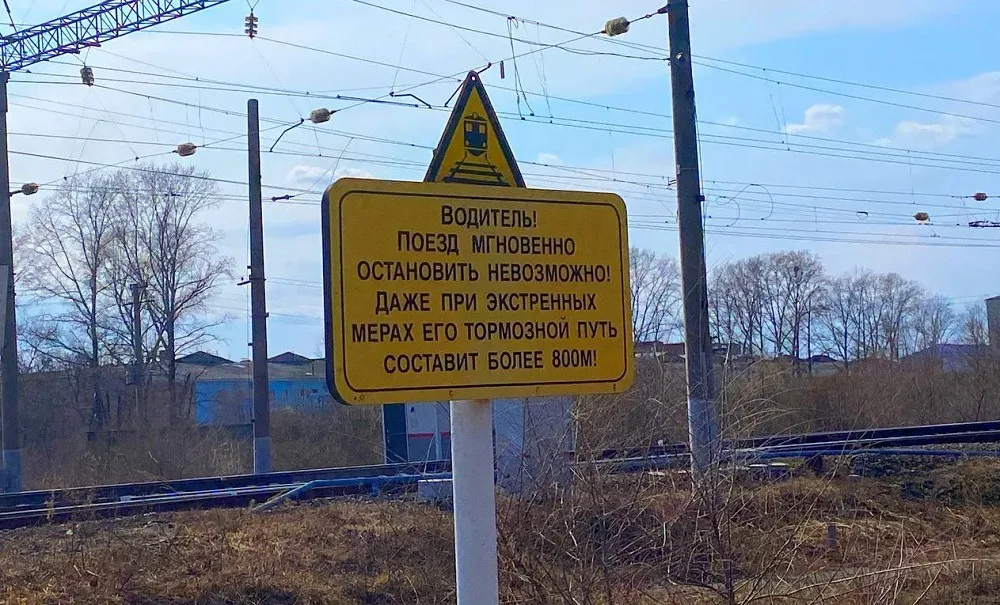 ВОДИТЕЛЬ!
ПОЕЗД МГНОВЕННО
ОСТАНОВИТЬ НЕВОЗМОЖНО!
ДАЖЕ ПРИ ЭКСТРЕННЫХ
МЕРАХ ЕГО ТОРМОЗНОЙ ПУТЬ
СОСТАВИТ БОЛЕЕ 800М!